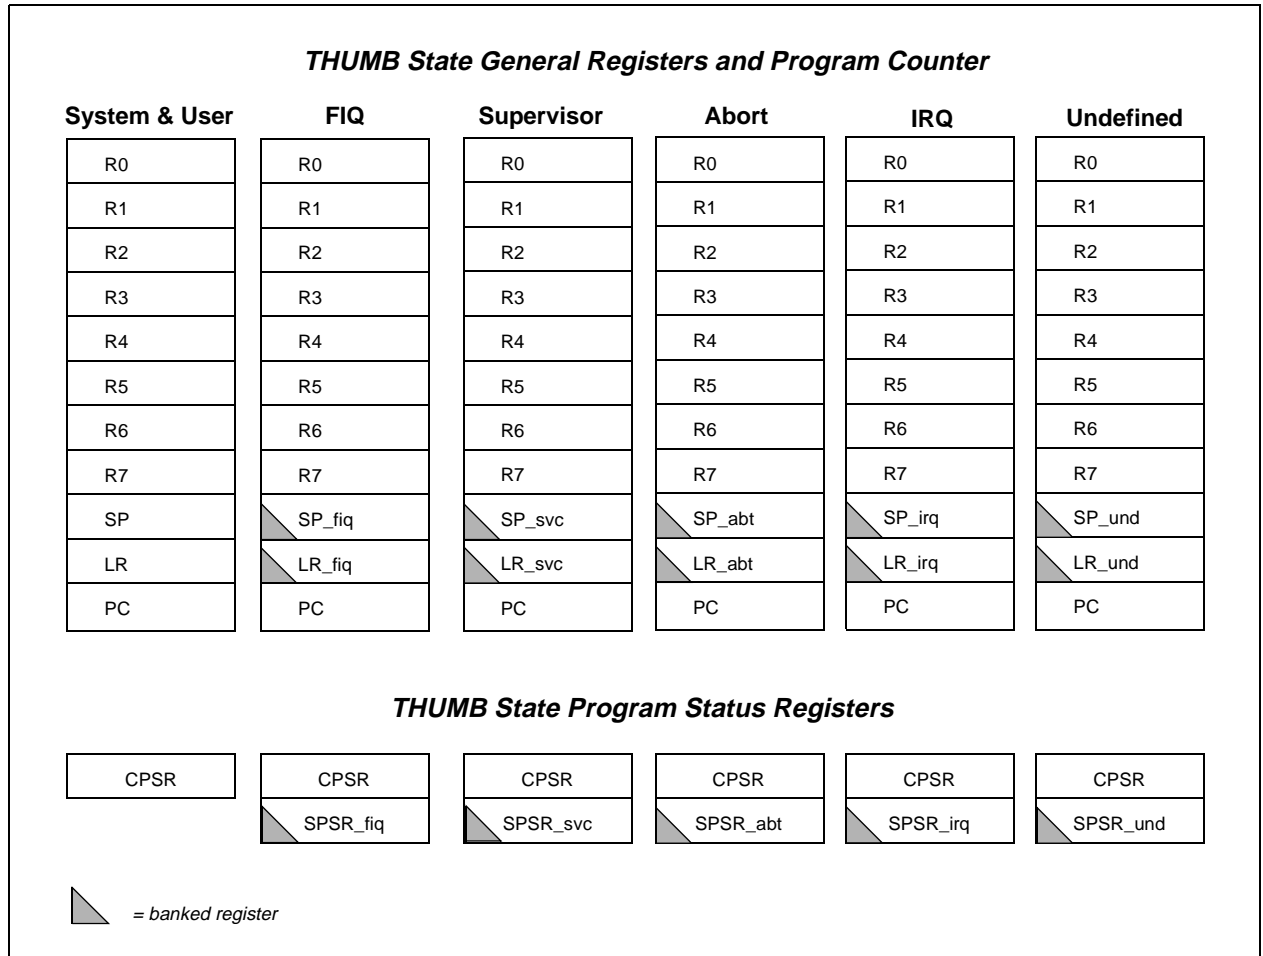 THUMB State General Registers and Program Counter
System & User FIQ Supervisor Abort IRQ Undefined
R0 R0 R0 R0 R0 R0
R1 R1 R1 R1 R1 R1
R2 R2 R2 R2 R2 R2
R3 R3 R3 R3 R3 R3
R4 R4 R4 R4 R4 R4
R5 R5 R5 R5 R5 R5
R6 R6 R6 R6 R6 R6
R7 R7 R7 R7 R7 R7
SP SP_fiq SP_svc SP_abt SP_irq SP_und
LR LR_fiq LR_svc LR_abt LR_irq LR_und
PC PC PC PC PC PC
THUMB State Program Status Registers
CPSR CPSR CPSR CPSR CPSR CPSR
SPSR_fiq SPSR_svc SPSR_abt SPSR_irq SPSR_und
= banked register